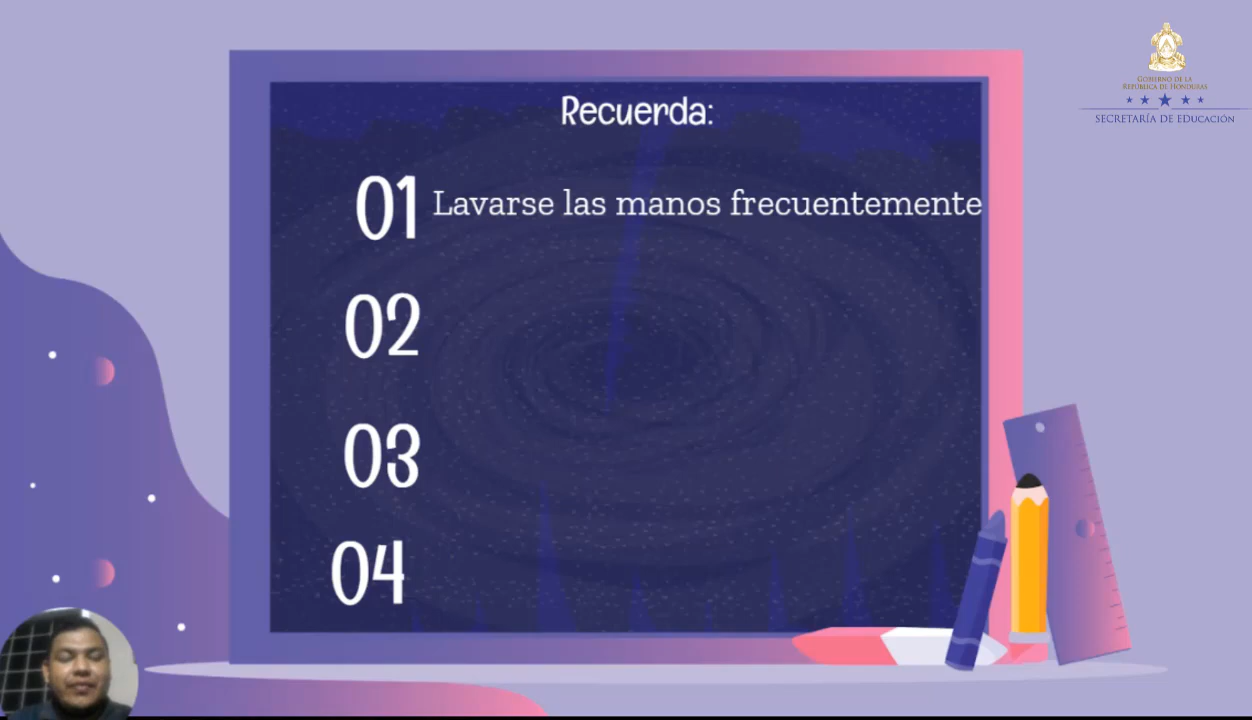 Recuerda:
01 Lavarse las manos frecuentemente
02
03
04
GOBIERNO DE LA
REPÚBLICA DE HONDURAS
SECRETARÍA DE EDUCACIÓN